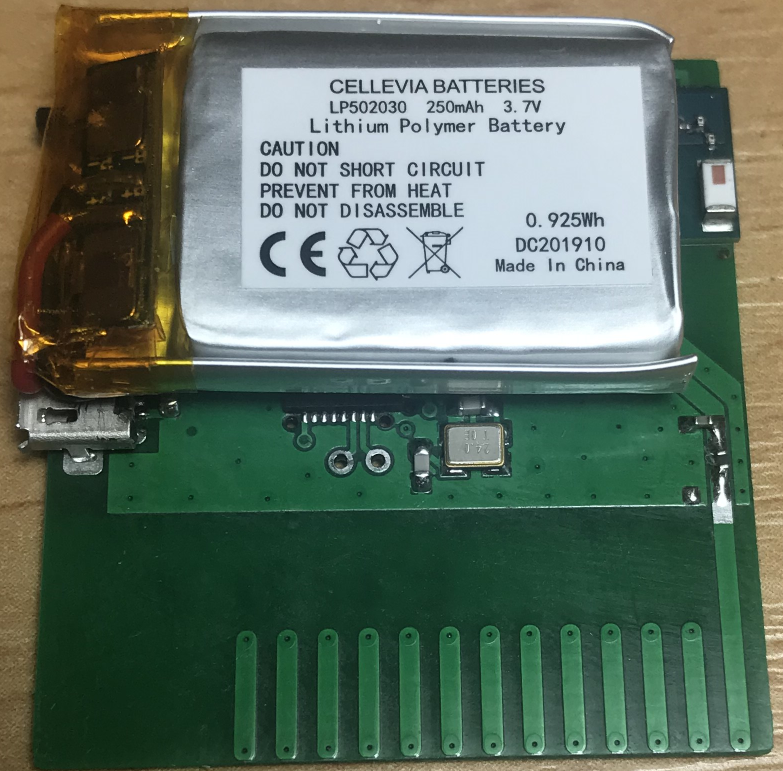 CELLEVIA BATTERIES
LP502030 250mAh 3.7V
Lithium Polymer Battery
CAUTION
DO NOT SHORT CIRCUIT
PREVENT FROM HEAT
DO NOT DISASSEMBLE
0.925Wh
DC201910
CE
Made In China